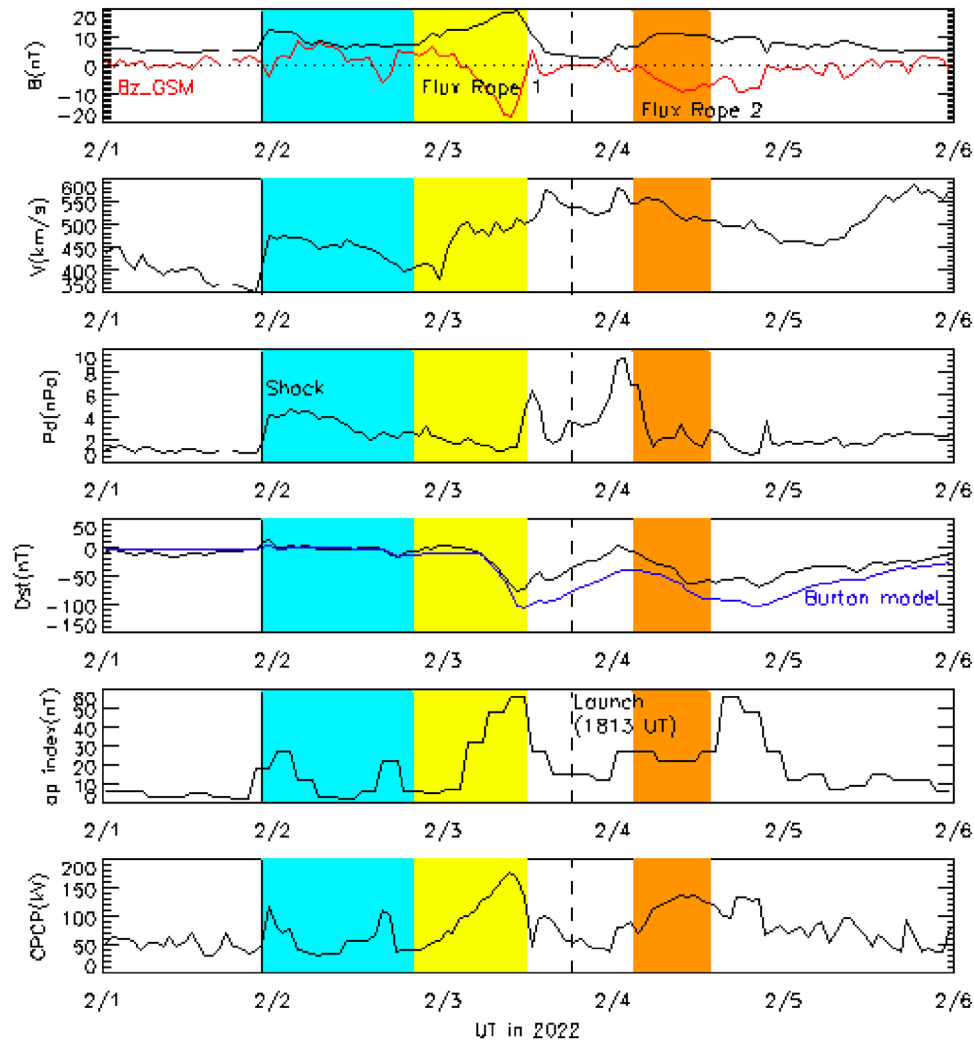 20
10
0
-10
-20
B(nT)
Bz_GSM
Flux Rope 1
Flux Rope 2
2/1 2/2 2/3 2/4 2/5 2/6
600
550
500
450
400
350
V(km/s)
2/1 2/2 2/3 2/4 2/5 2/6
10
8
6
4
2
0
Pd(nPa)
Shock
2/1 2/2 2/3 2/4 2/5 2/6
50
0
-50
-100
-150
Dst(nT)
Burton model
2/1 2/2 2/3 2/4 2/5 2/6
60
50
40
30
20
10
0
ap index(nT)
Launch
(1813 UT)
2/1 2/2 2/3 2/4 2/5 2/6
200
150
100
50
0
CPCP(kV)
2/1 2/2 2/3 2/4 2/5 2/6
UT in 2022